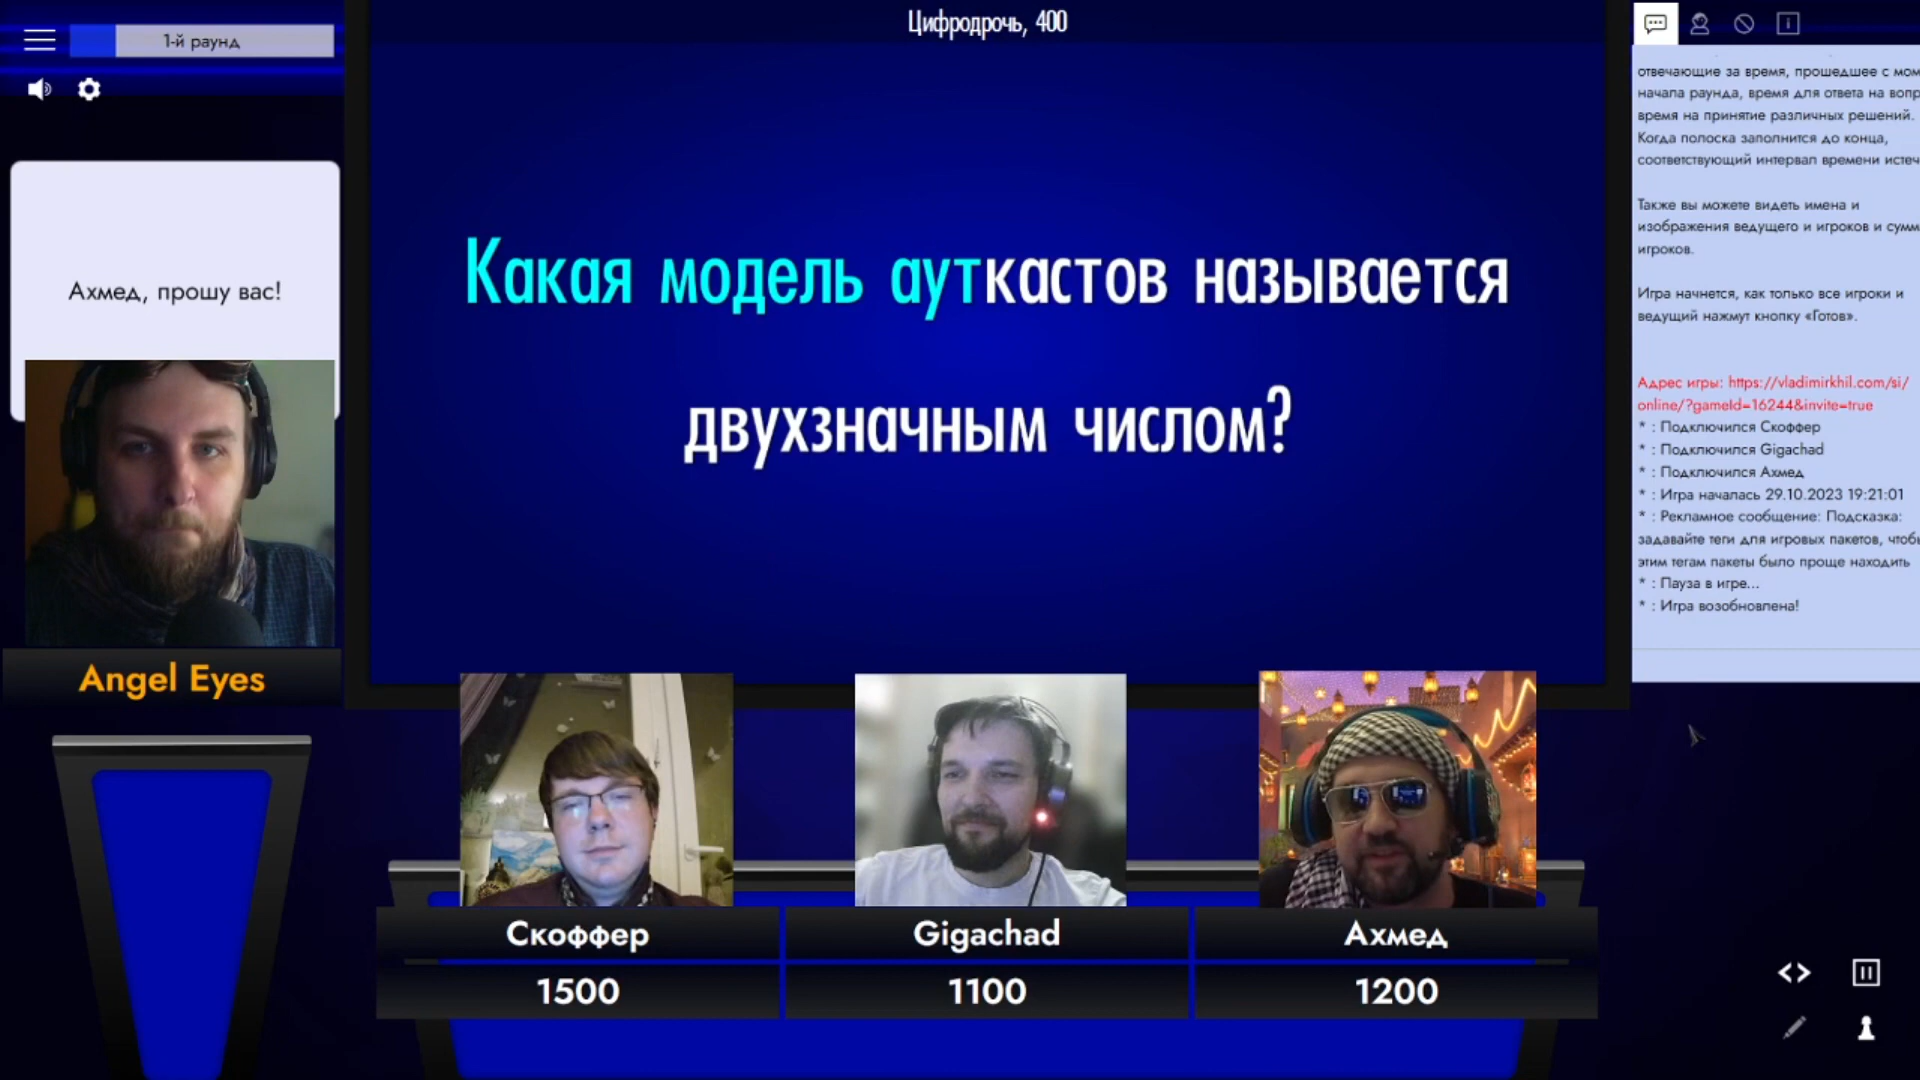 1-й раунд
Цифродрочь, 400
Ахмед, прошу вас!
Какая модель ауткастов называется
двухзначным числом?
Angel Eyes
Скоффер
1500
Gigachad
1100
Ахмед
1200
отвечающие за время, прошедшее с мом
начала раунда, время для ответа на вопр
время на принятие различных решений.
Когда полоска заполнится до конца,
соответствующий интервал времени истеч
Также вы можете видеть имена и
изображения ведущего и игроков и сумм
игроков.
Игра начнется, как только все игроки и
ведущий нажмут кнопку «Готов».
Адрес игры: https://vladimirkhil.com/si/
online/?gameId=16244&invite=true
* : Подключился Скоффер
* : Подключился Gigachad
* : Подключился Ахмед
* : Игра началась 29.10.2023 19:21:01
* : Рекламное сообщение: Подсказка:
задавайте теги для игровых пакетов, чтобы
этим тегам пакеты было проще находить
* : Пауза в игре...
* : Игра возобновлена!